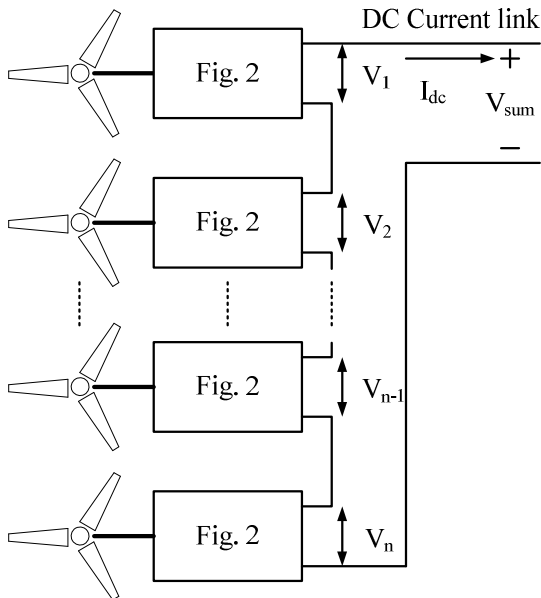 DC Current link
Fig. 2
V1
Idc
+
Vsum
−
Fig. 2
V2
Fig. 2
Vn-1
Fig. 2
Vn